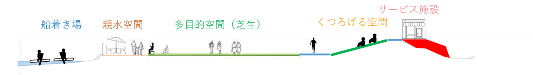 サービス施設
船着き場
親水空間
多目的空間（芝生）
くつろげる空間